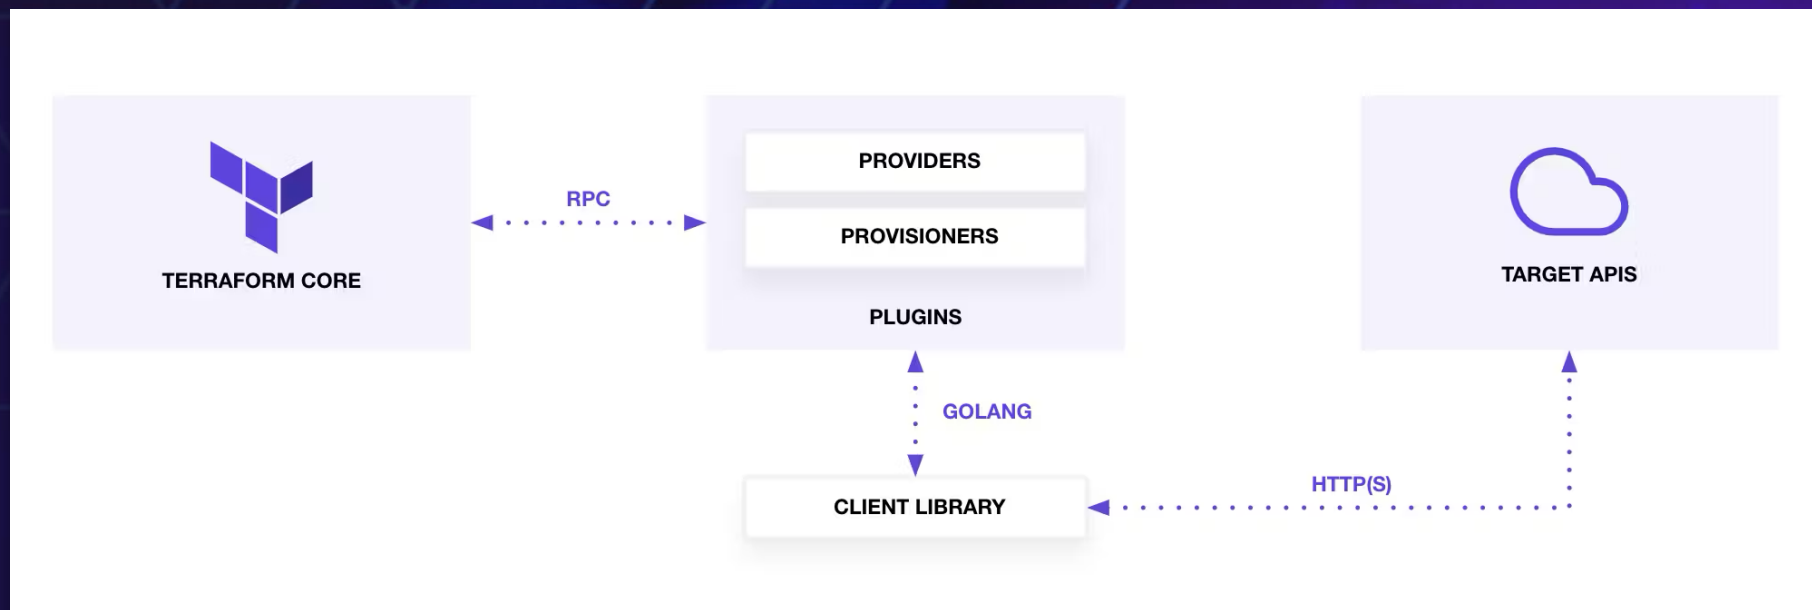 TERRAFORM CORE
RPC
PROVIDERS
PROVISIONERS
PLUGINS
GOLANG
CLIENT LIBRARY
HTTP(S)
TARGET APIS